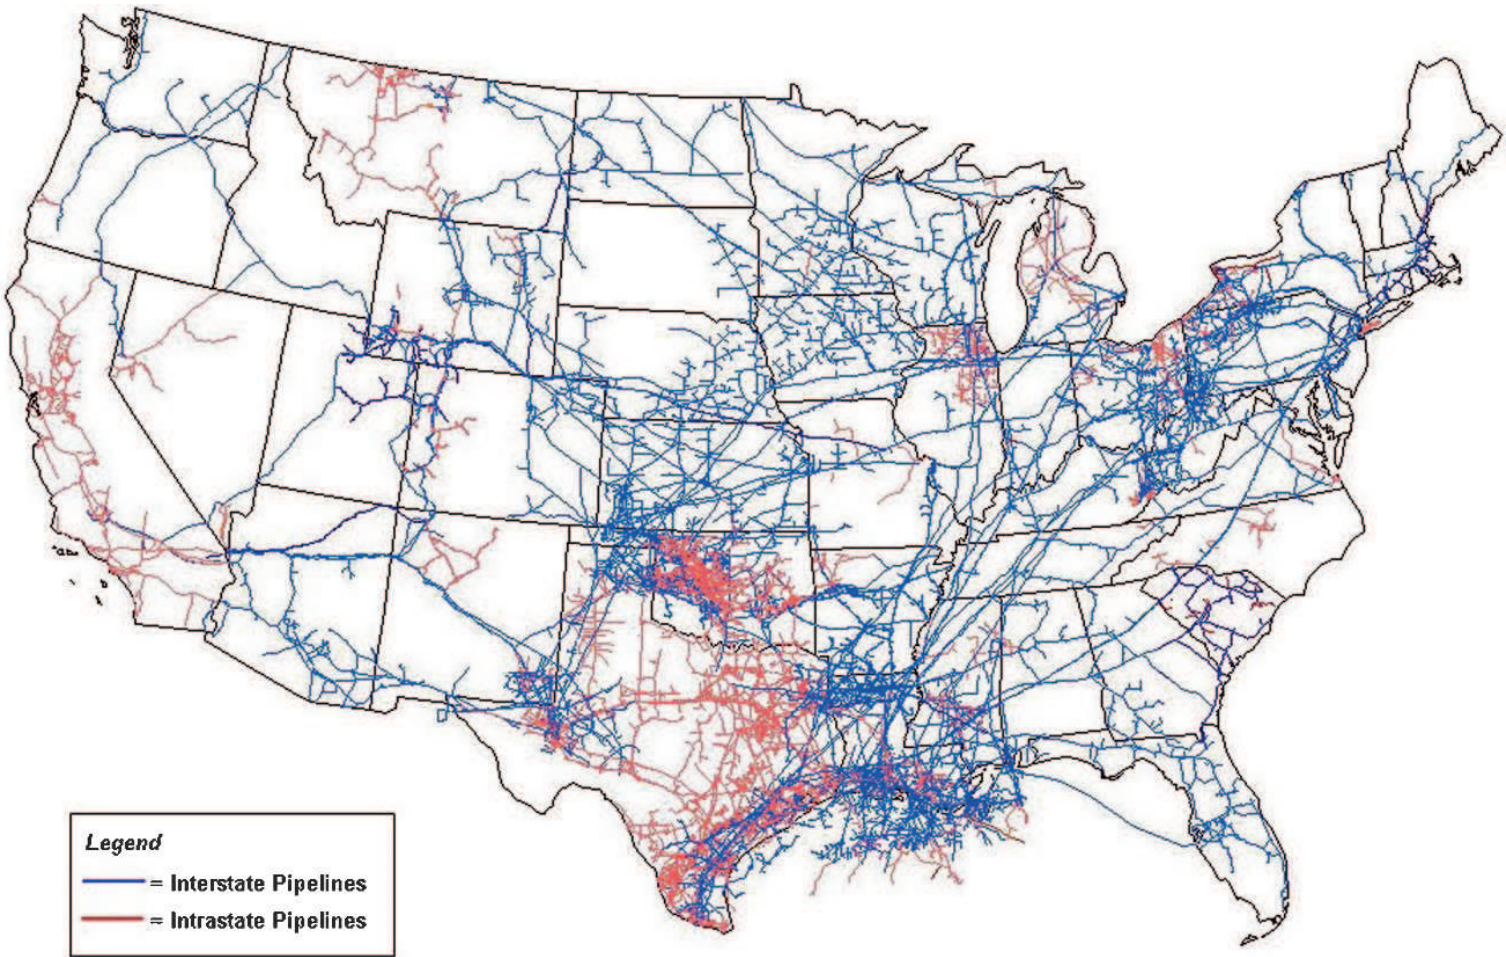 Legend
= Interstate Pipelines
= Intrastate Pipelines